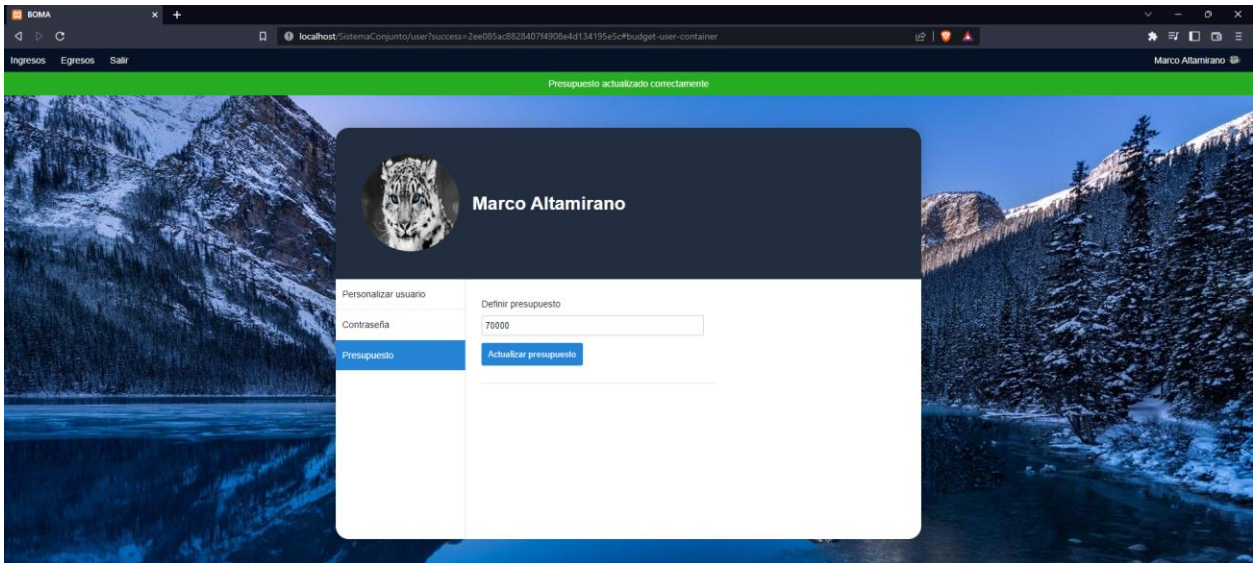 BOMA
localhost/SistemaConjunto/user?success=2ee085ac8828407f4908e4d134195e5c#budget-user-container
Ingresos Egresos Salir Marco Altamirano
Presupuesto actualizado correctamente
Marco Altamirano
Personalizar usuario
Contraseña
Presupuesto
Definir presupuesto
70000
Actualizar presupuesto